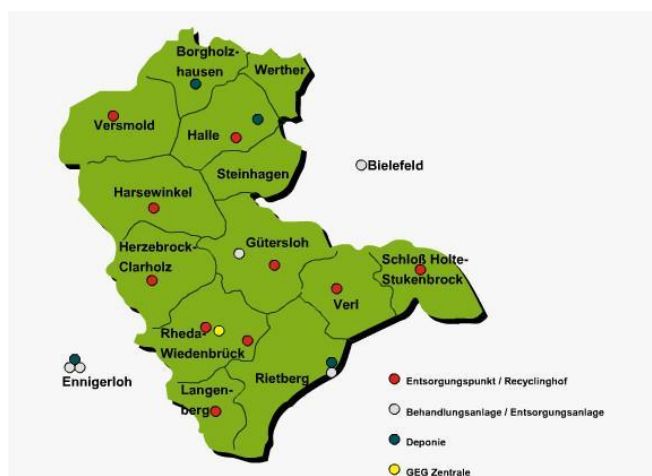 Borgholz-
hausen
Werther
Versmold
Halle
Steinhagen
Bielefeld
Harsewinkel
Herzebrock-
Clarholz
Gütersloh
Schloß Holte-
Stukenbrock
Verl
Rheda-
Wiedenbrück
Rietberg
Ennigerloh
Langen-
berg
Entsorgungspunkt / Recyclinghof
Behandlungsanlage / Entsorgungsanlage
Deponie
GEG Zentrale